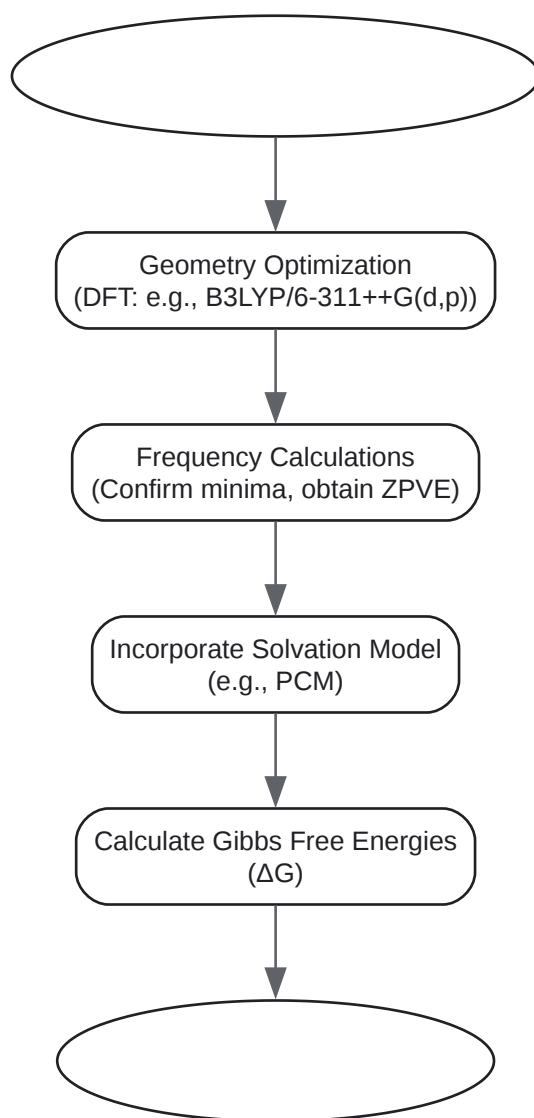 Geometry Optimization
(DFT: e.g., B3LYP/6-311++G(d,p))
Frequency Calculations
(Confirm minima, obtain ZPVE)
Incorporate Solvation Model
(e.g., PCM)
Calculate Gibbs Free Energies
(ΔG)